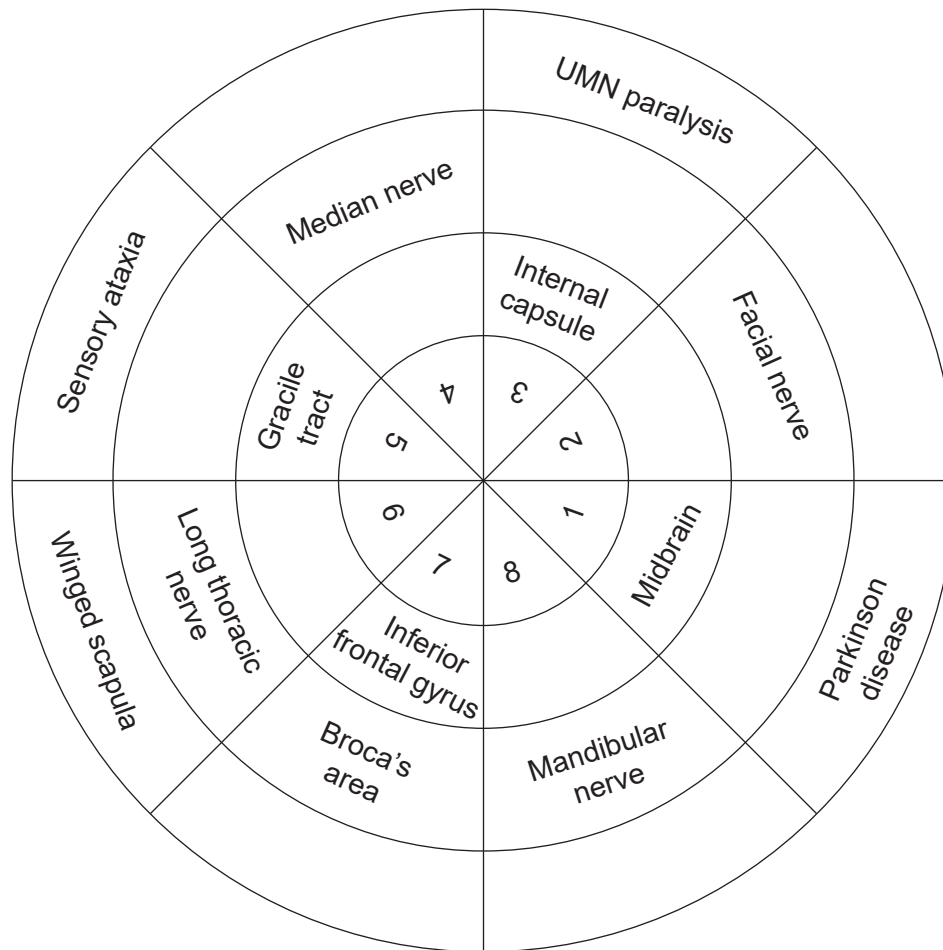 UMN paralysis
Median nerve
Internal
capsule
Sensory ataxia
Facial nerve
Gracile
tract
4
3
5
2
6
1
7
8
Long thoracic
nerve
Winged scapula
Midbrain
Inferior
frontal gyrus
Parkinson
disease
Broca’s
area
Mandibular
nerve